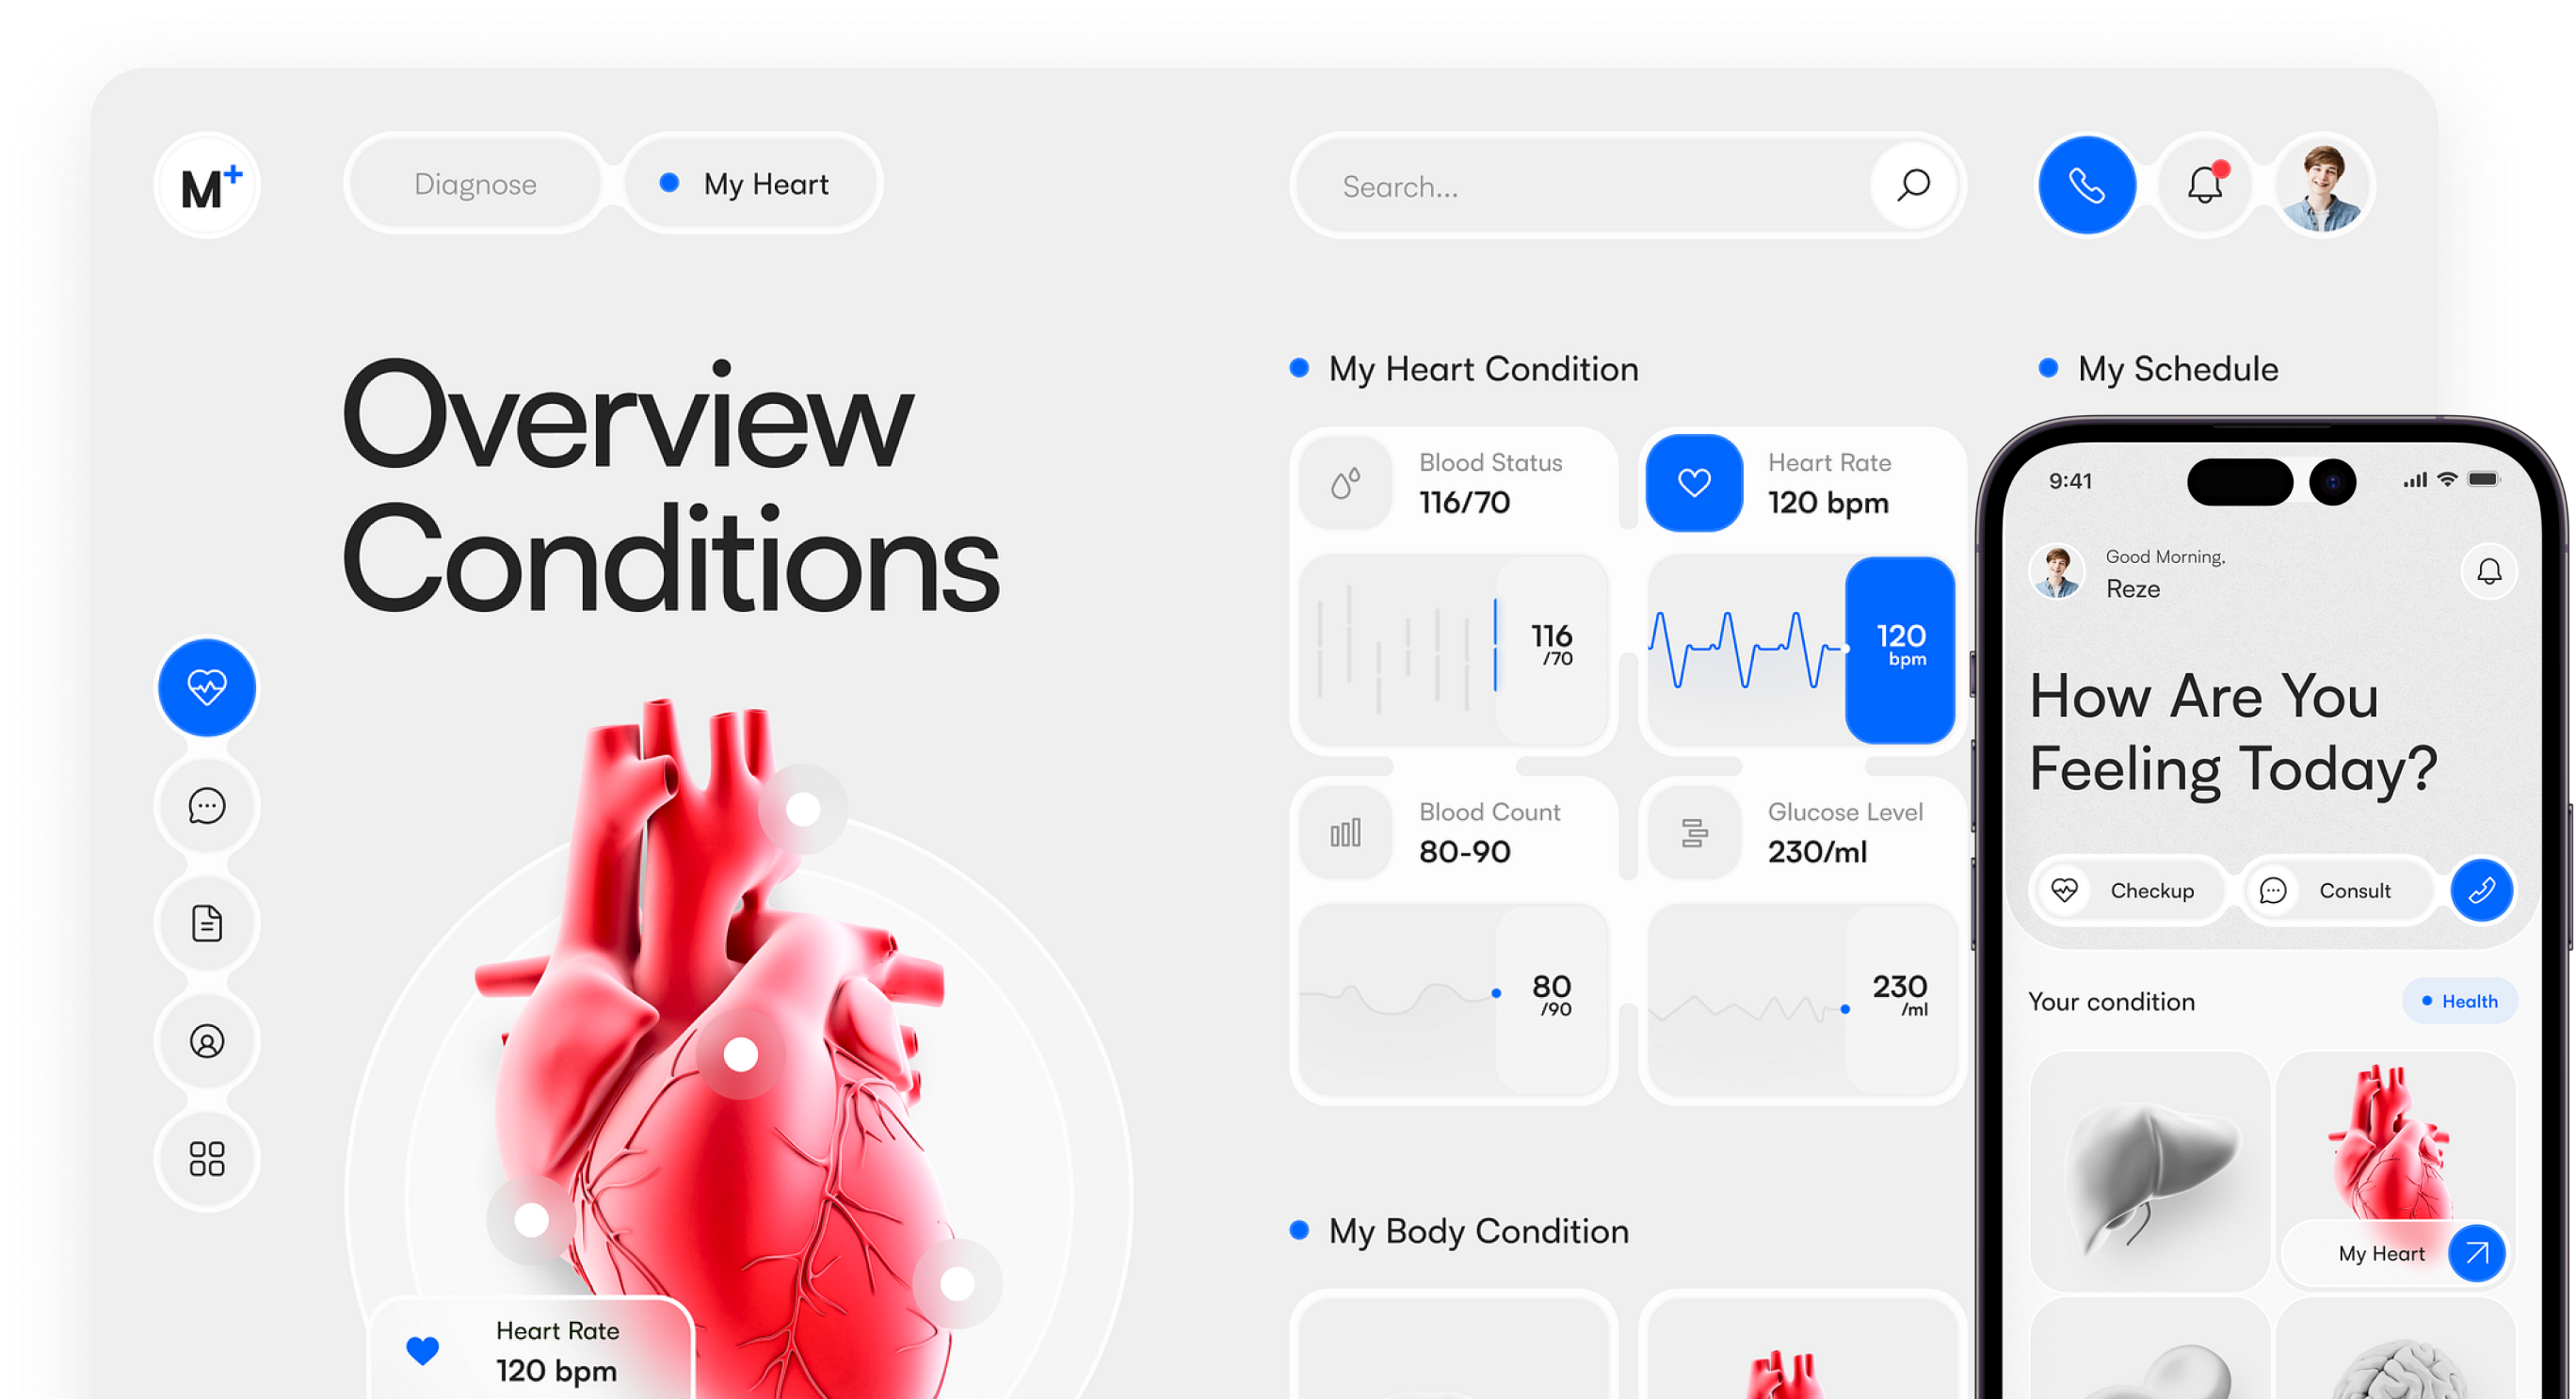 M+
Diagnose
My Heart
Search...
Overview
Conditions
My Heart Condition
Blood Status
116/70
Heart Rate
120 bpm
116
/70
120
bpm
Blood Count
80-90
Glucose Level
230/ml
80
/90
230
/ml
My Body Condition
Heart Rate
120 bpm
My Schedule
9:41
Good Morning,
Reze
How Are You
Feeling Today?
Checkup
Consult
Your condition
Health
My Heart